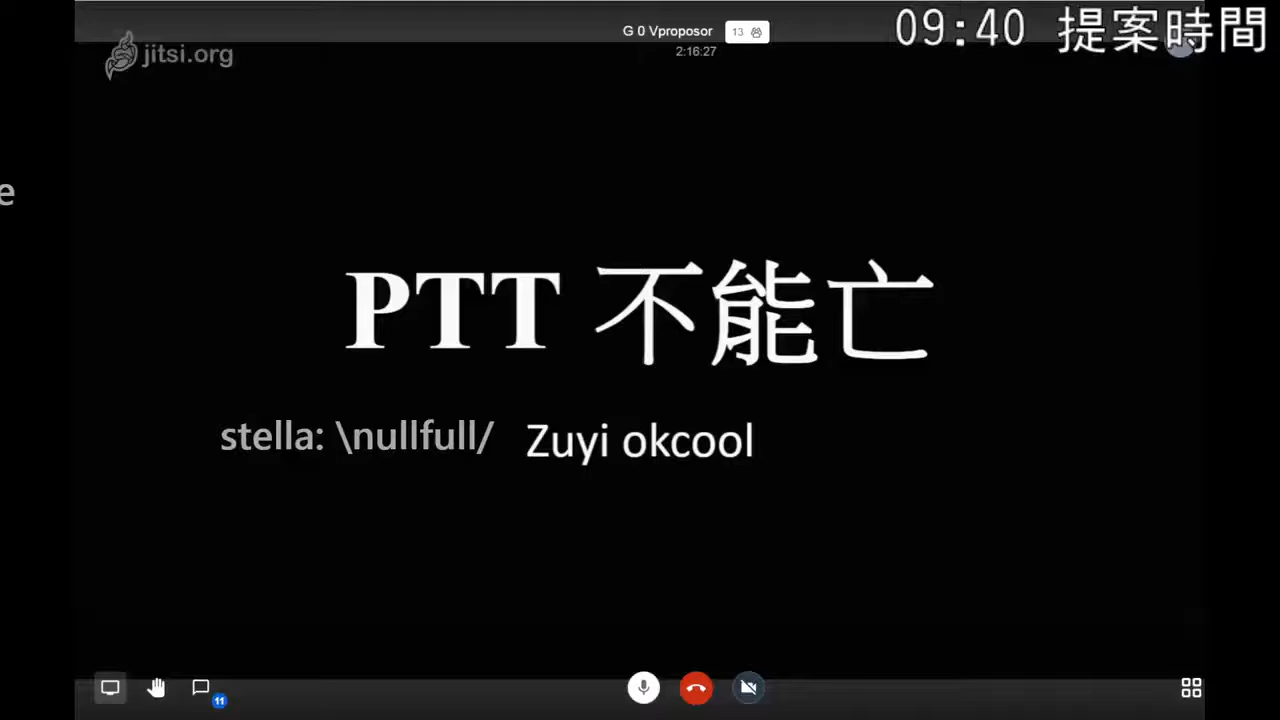 09:40 提案時間
G 0 Vproposor 13
2:16:27
jitsi.org
e
PTT 不能亡
stella: \nullfull/
Zuyi okcool
11